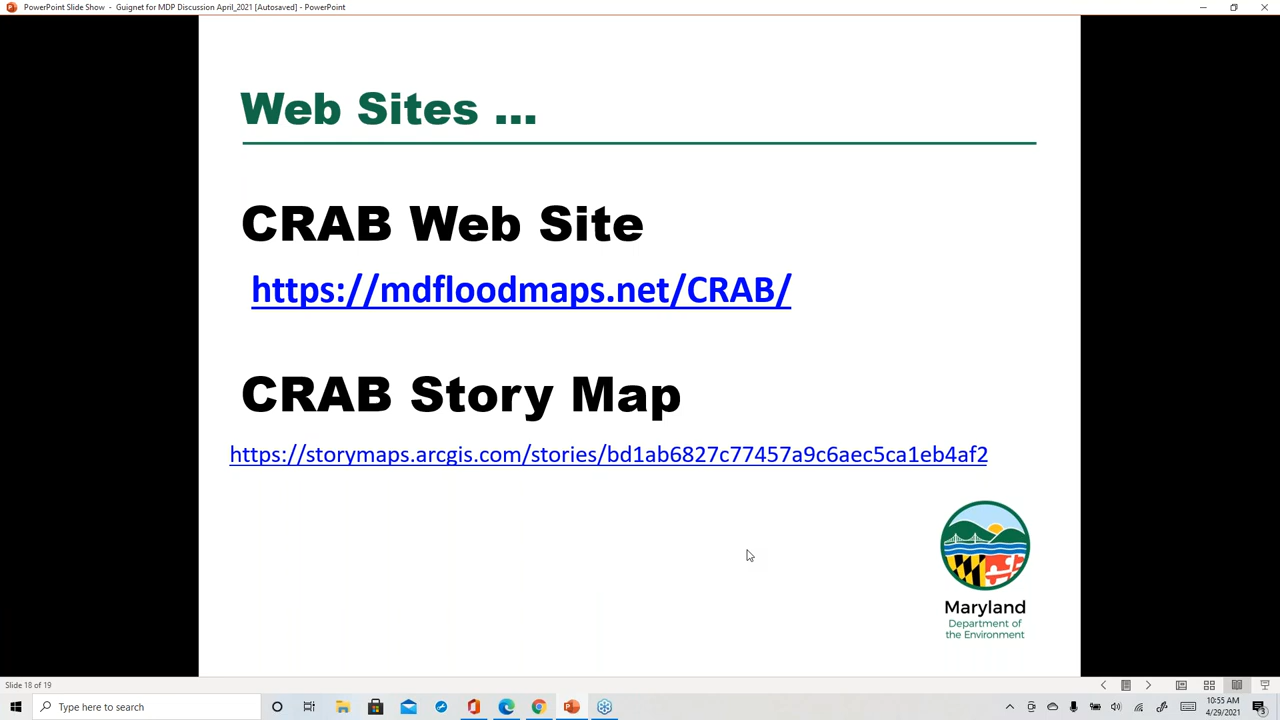 PowerPoint Slide Show - Guignet for MDP Discussion April_2021 [Autosaved] - PowerPoint
Web Sites ...
CRAB Web Site
https://mdfloodmaps.net/CRAB/
CRAB Story Map
https://storymaps.arcgis.com/stories/bd1ab6827c77457a9c6aec5ca1eb4af2
Maryland
Department of
the Environment
Slide 18 of 19
Type here to search
10:55 AM
4/29/2021
3